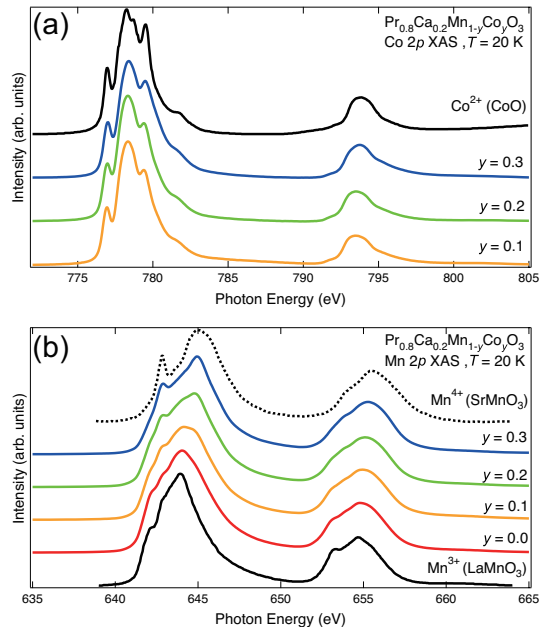 (a)
Pr0.8Ca0.2Mn1-yCoyO3
Co 2p XAS , T = 20 K
Co2+ (CoO)
y = 0.3
y = 0.2
y = 0.1
Intensity (arb. units)
775 780 785 790 795 800 805
Photon Energy (eV)
(b)
Pr0.8Ca0.2Mn1-yCoyO3
Mn 2p XAS , T = 20 K
Mn4+ (SrMnO3)
y = 0.3
y = 0.2
y = 0.1
y = 0.0
Mn3+ (LaMnO3)
Intensity (arb. units)
635 640 645 650 655 660 665
Photon Energy (eV)